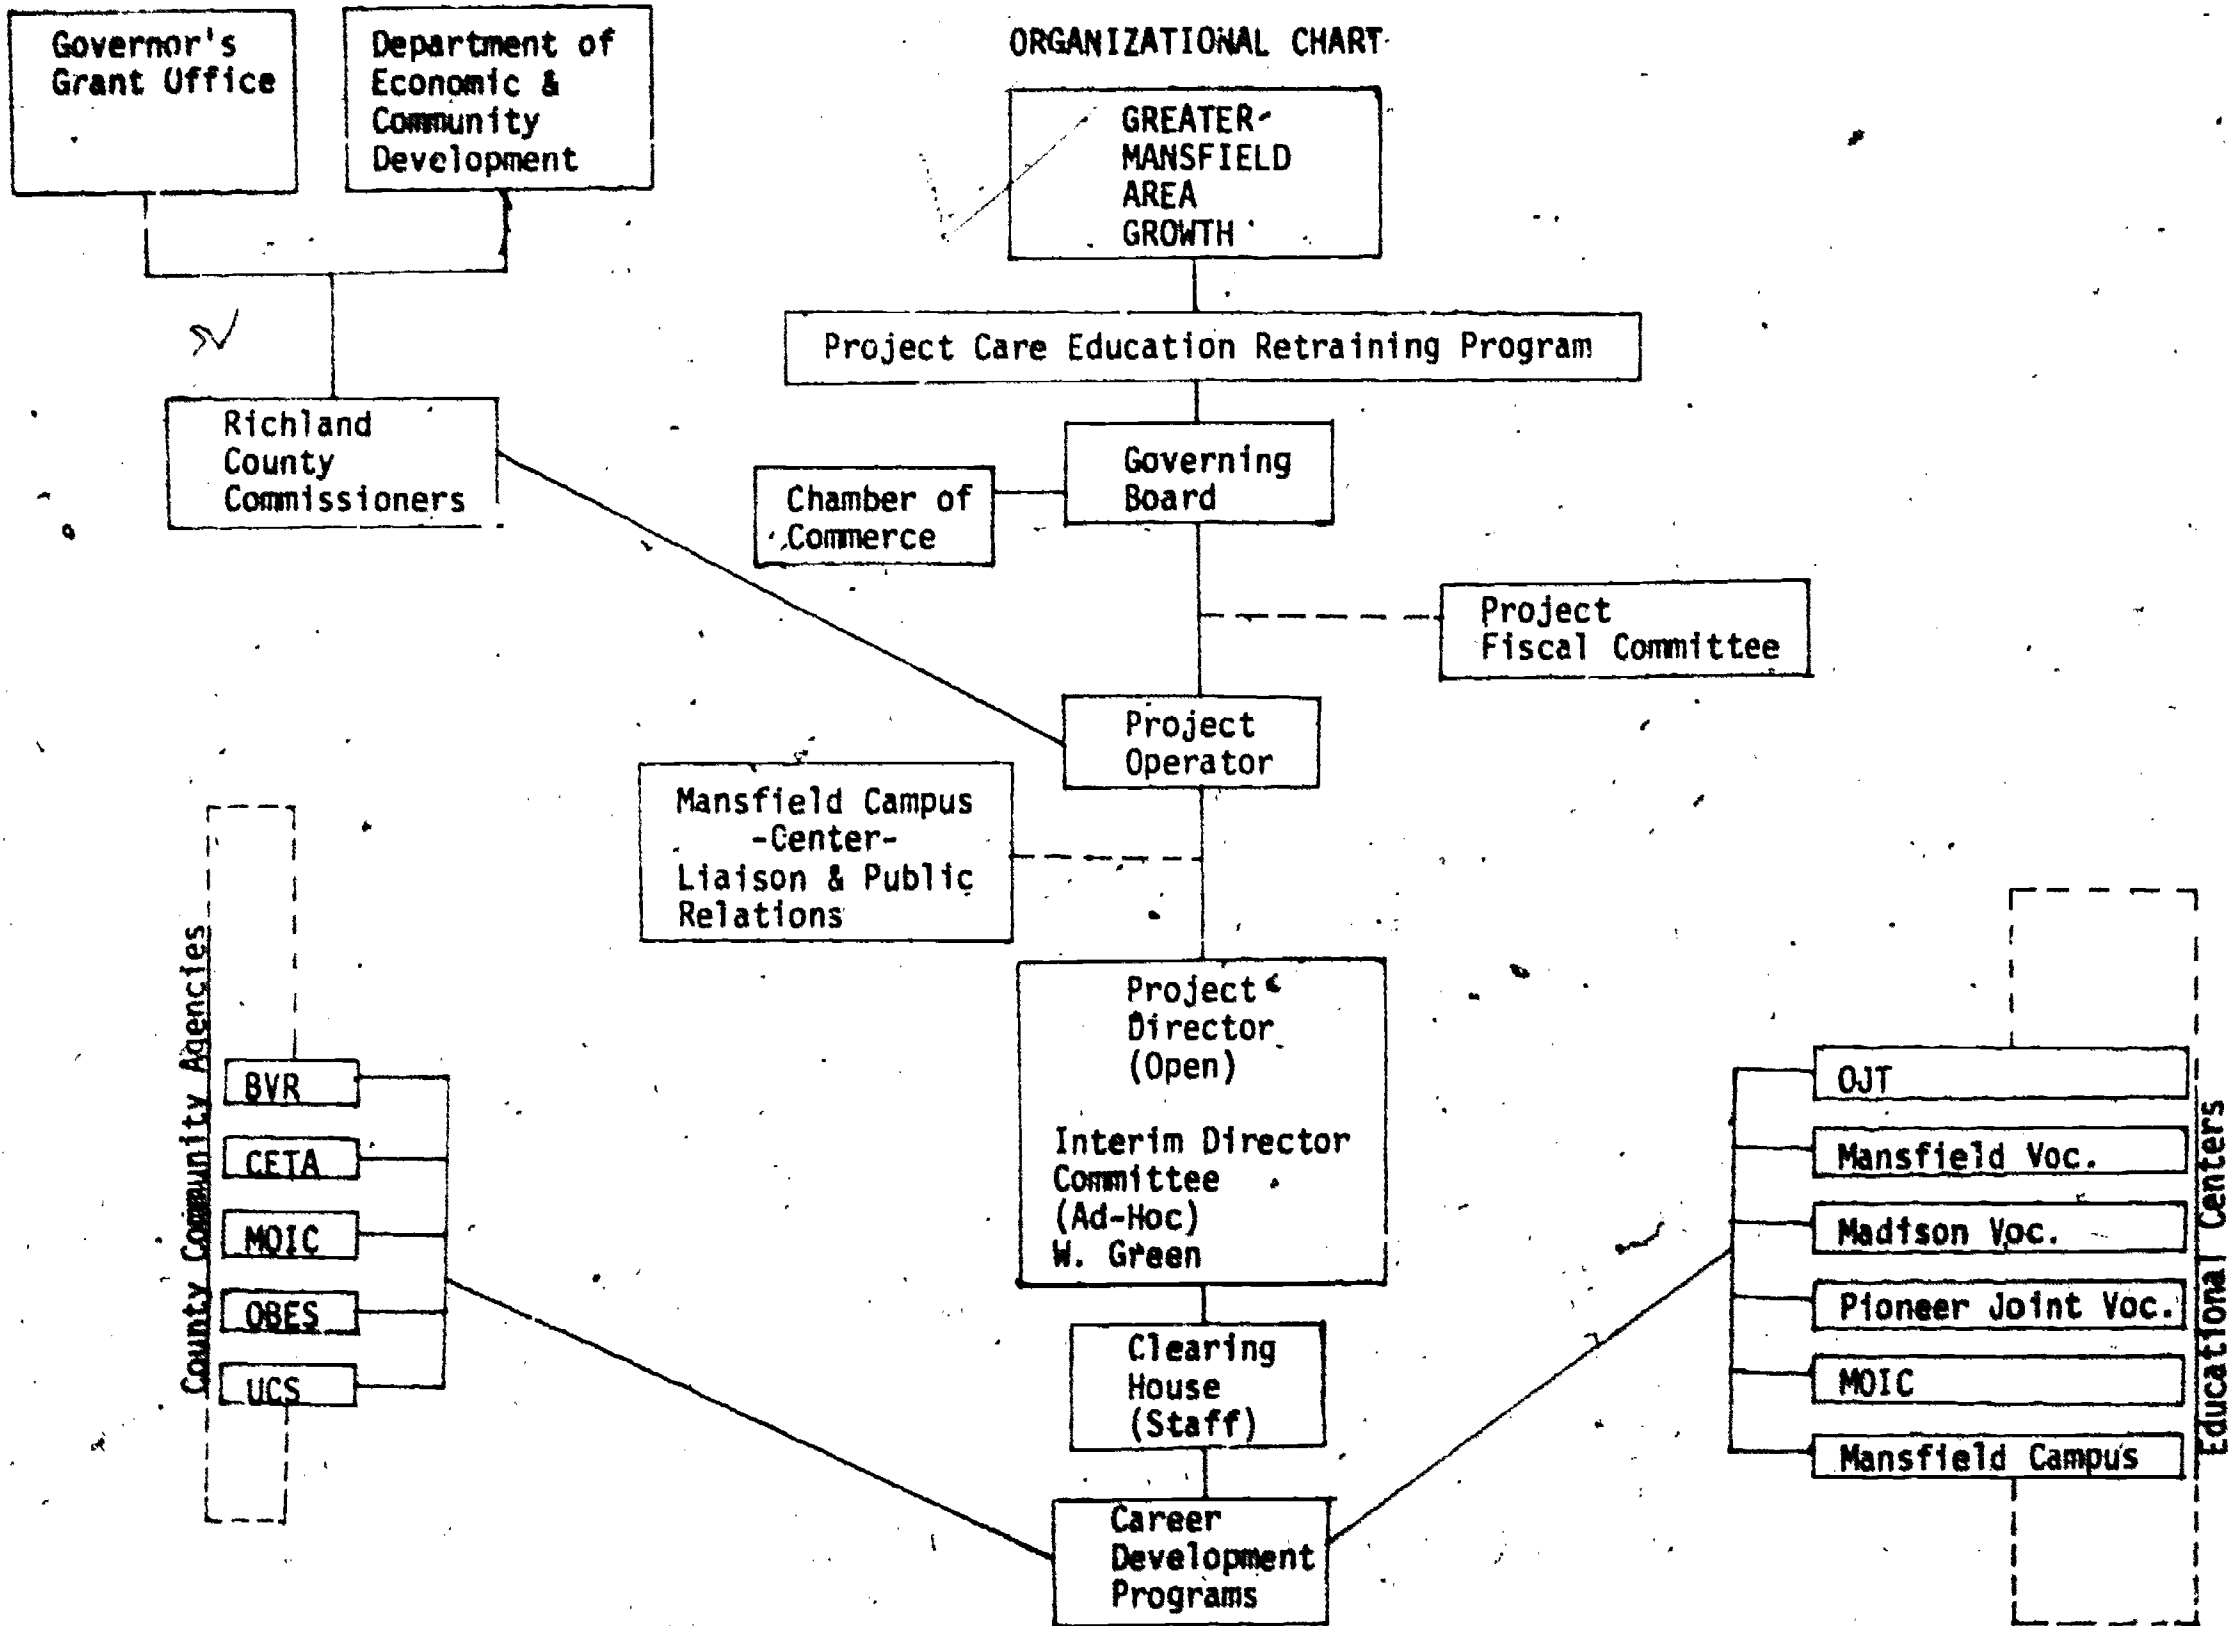 Governor's
Grant Office
Department of
Economic &
Community
Development
ORGANIZATIONAL CHART
GREATER
MANSFIELD
AREA
GROWTH
Project Care Education Retraining Program
Richland
County
Commissioners
Governing
Board
Chamber of
Commerce
Project
Fiscal Committee
Project
Operator
Mansfield Campus
-Center-
Liaison & Public
Relations
Project
Director
(Open)
Interim Director
Committee
(Ad-Hoc)
W. Green
Clearing
House
(Staff)
Career
Development
Programs
County Community Agencies
BVR
CETA
MOIC
OBES
UCS
OJT
Mansfield Voc.
Madison Voc.
Pioneer Joint Voc.
MOIC
Mansfield Campus
Educational Centers